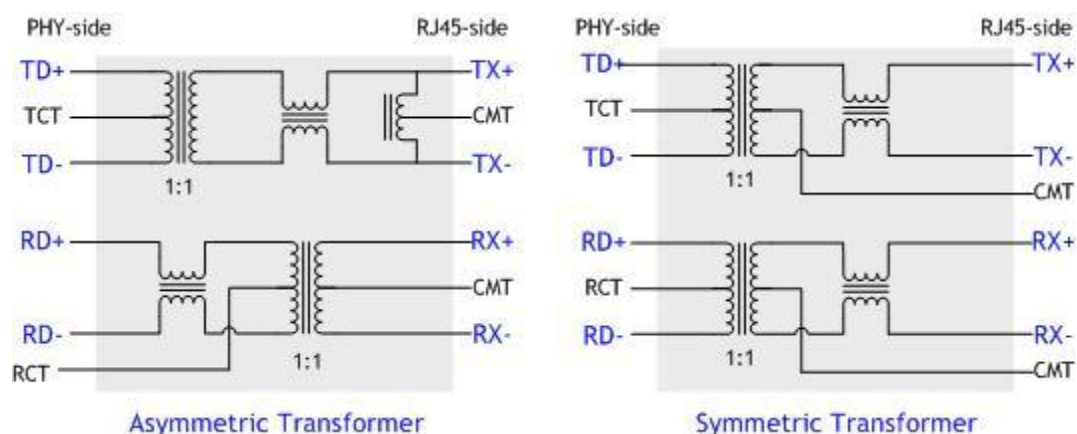 PHY-side RJ45-side
TD+ TX+
TCT CMT
TD- TX-
1:1
RD+ RX+
CMT
RD- RX-
RCT 1:1
Asymmetric Transformer
PHY-side RJ45-side
TD+ TX+
TCT
TD- TX-
1:1 CMT
RD+ RX+
RCT
RD- RX-
1:1 CMT
Symmetric Transformer